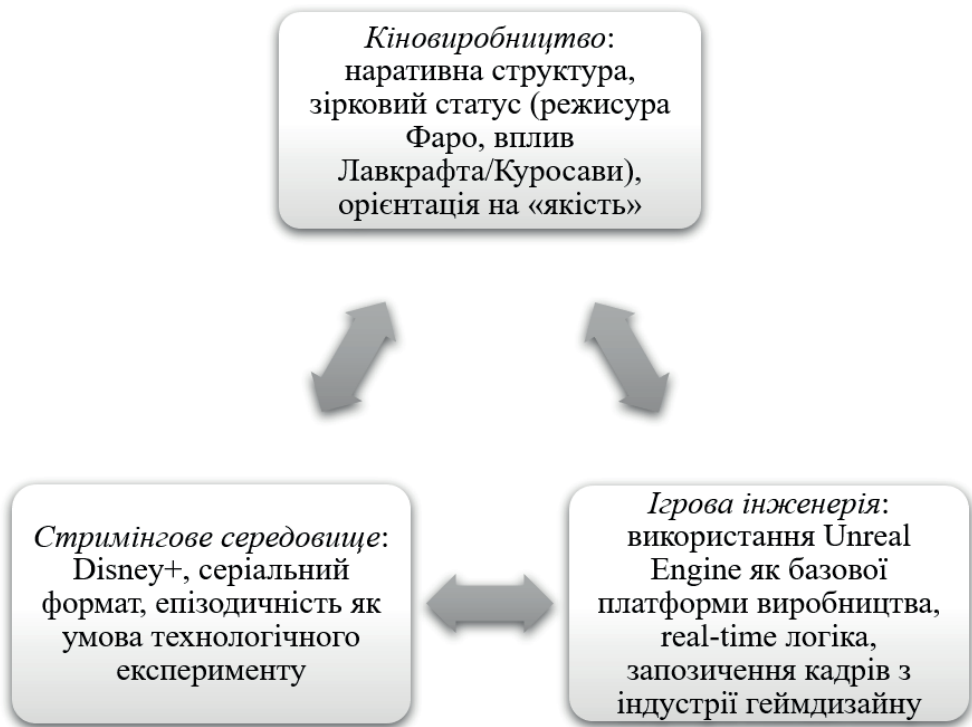 Кіновиробництво:
наративна структура,
зірковий статус (режисура
Фаро, вплив
Лавкрафта/Куросави),
орієнтація на «якість»
Стримінгове середовище:
Disney+, серіальний
формат, епізодичність як
умова технологічного
експерименту
Ігрова інженерія:
використання Unreal
Engine як базової
платформи виробництва,
real-time логіка,
запозичення кадрів з
індустрії геймдизайну